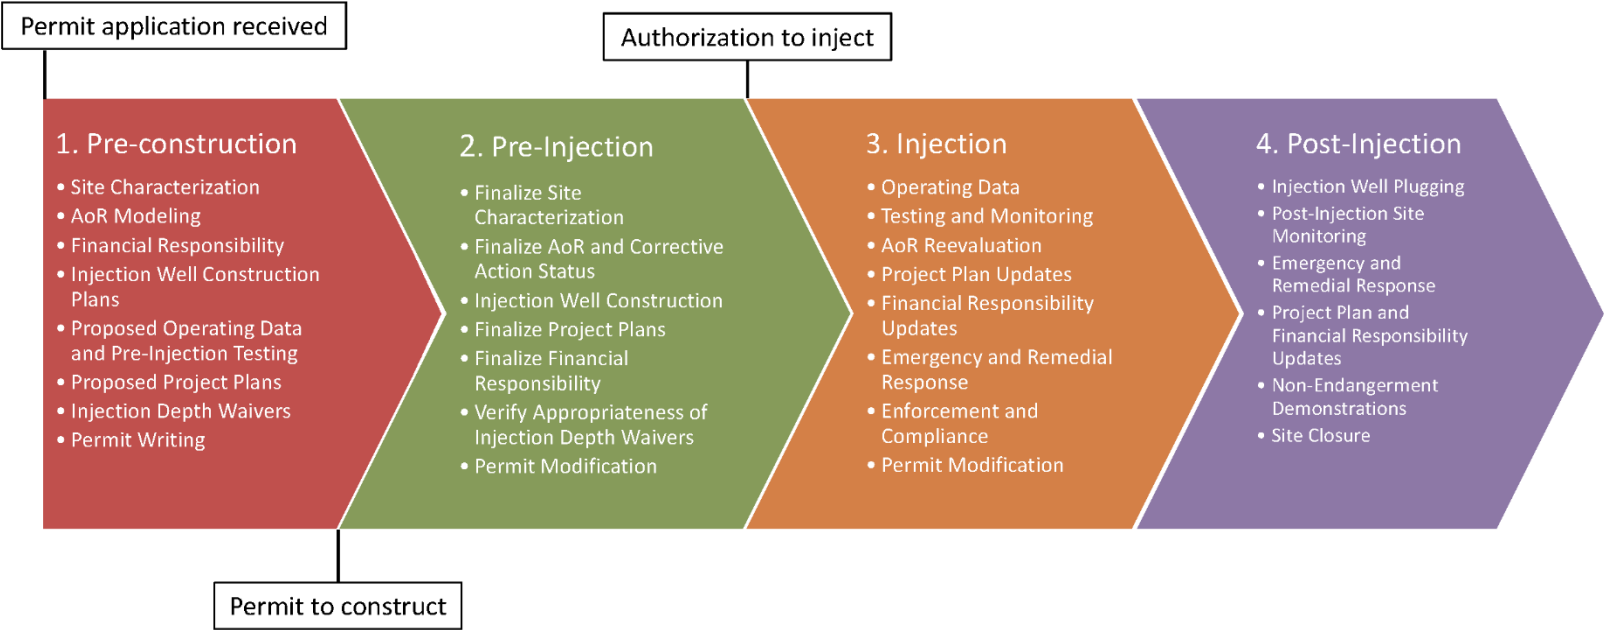 Permit application received
Authorization to inject
1. Pre-construction
• Site Characterization
• AoR Modeling
• Financial Responsibility
• Injection Well Construction
Plans
• Proposed Operating Data
and Pre-Injection Testing
• Proposed Project Plans
• Injection Depth Waivers
• Permit Writing
2. Pre-Injection
• Finalize Site
Characterization
• Finalize AoR and Corrective
Action Status
• Injection Well Construction
• Finalize Project Plans
• Finalize Financial
Responsibility
• Verify Appropriateness of
Injection Depth Waivers
• Permit Modification
3. Injection
• Operating Data
• Testing and Monitoring
• AoR Reevaluation
• Project Plan Updates
• Financial Responsibility
Updates
• Emergency and Remedial
Response
• Enforcement and
Compliance
• Permit Modification
4. Post-Injection
• Injection Well Plugging
• Post-Injection Site
Monitoring
• Emergency and
Remedial Response
• Project Plan and
Financial Responsibility
Updates
• Non-Endangerment
Demonstrations
• Site Closure
Permit to construct